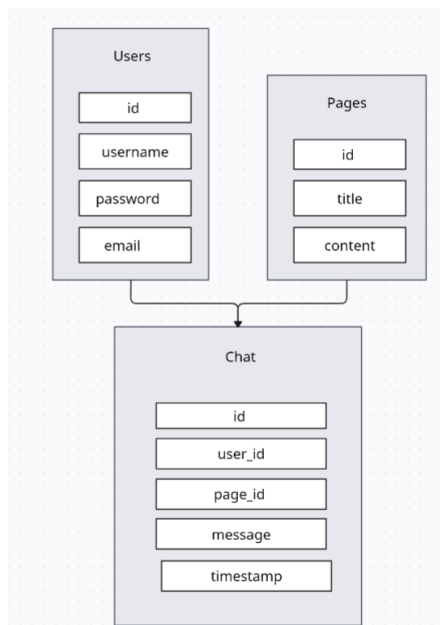 Users
id
username
password
email
Pages
id
title
content
Chat
id
user_id
page_id
message
timestamp